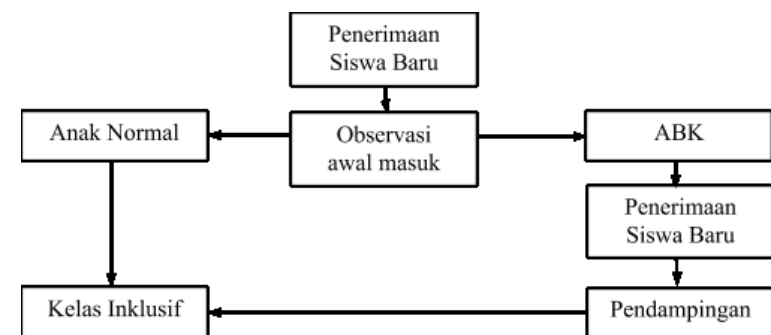 Penerimaan
Siswa Baru
Anak Normal
Observasi
awal masuk
ABK
Penerimaan
Siswa Baru
Kelas Inklusif
Pendampingan